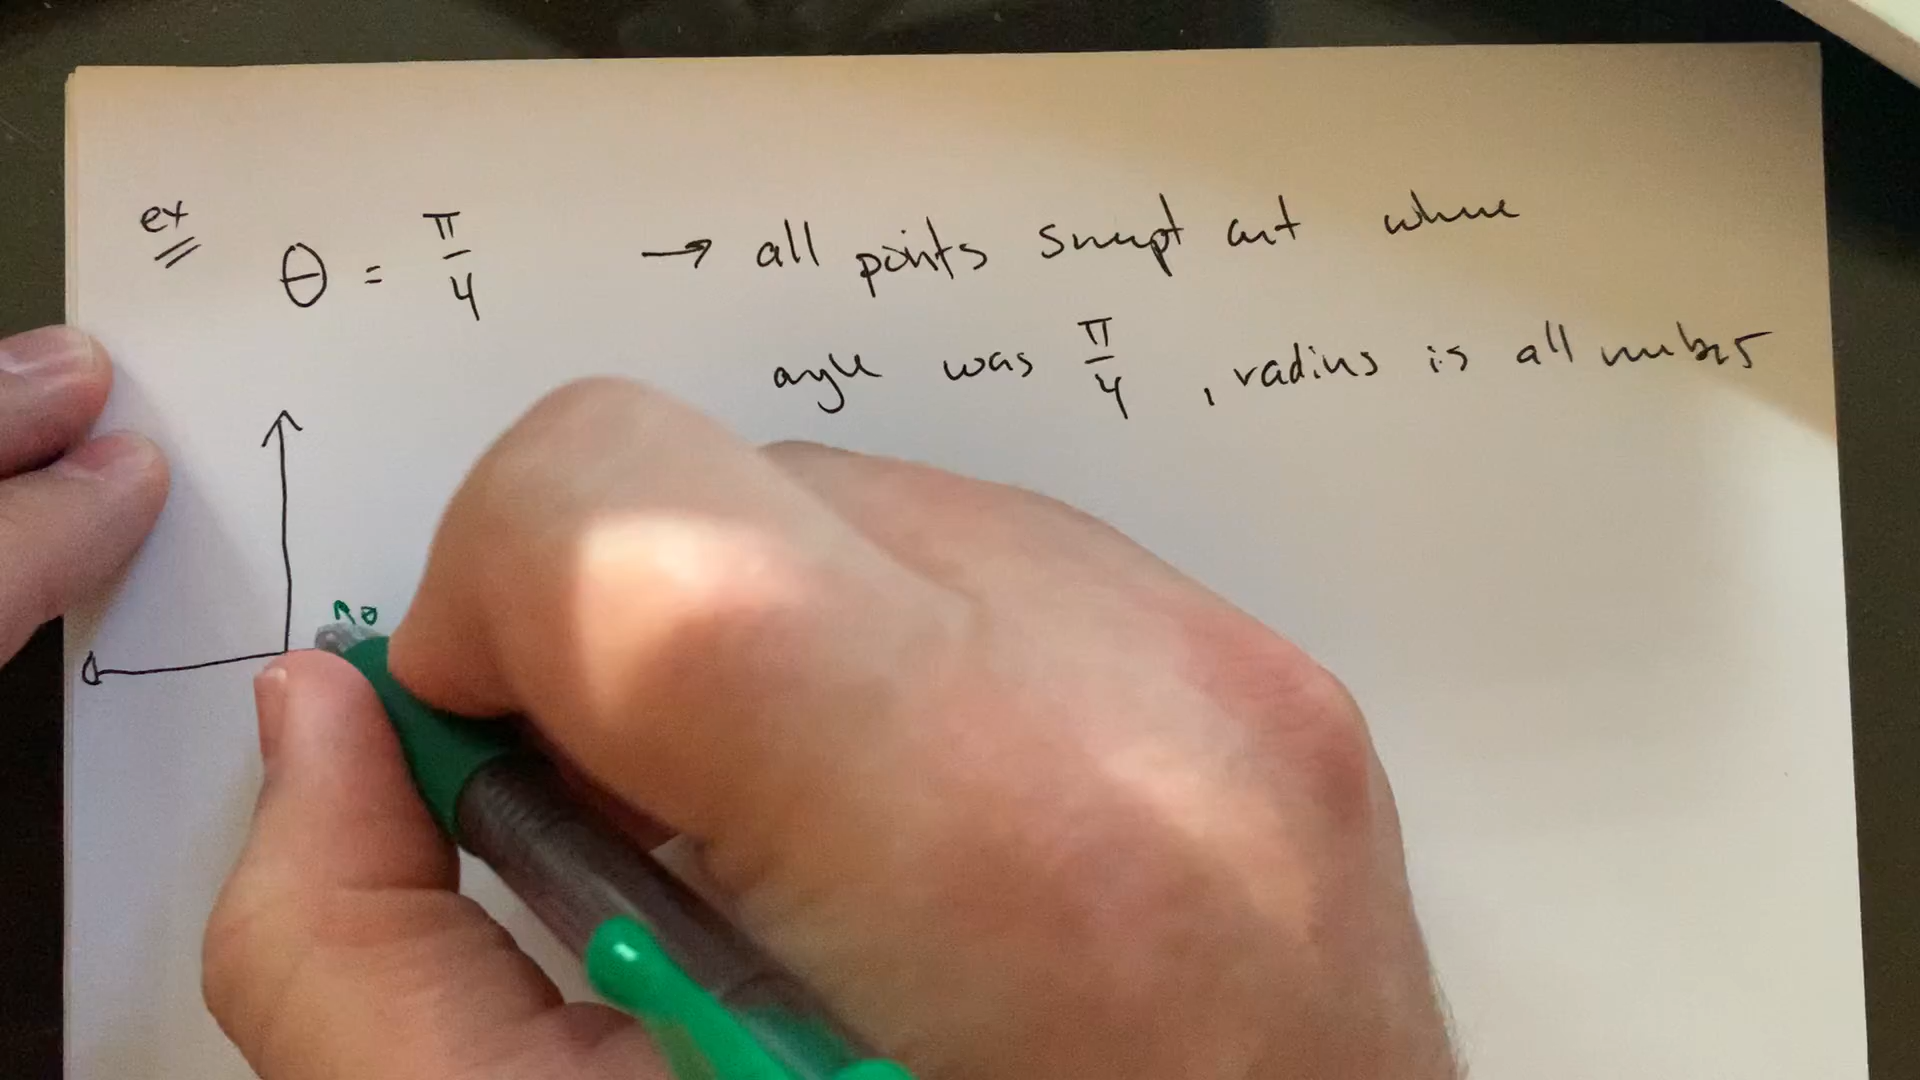 ex
θ = π/4 → all points swept out where
angle was π/4 , radius is all numbers
θ